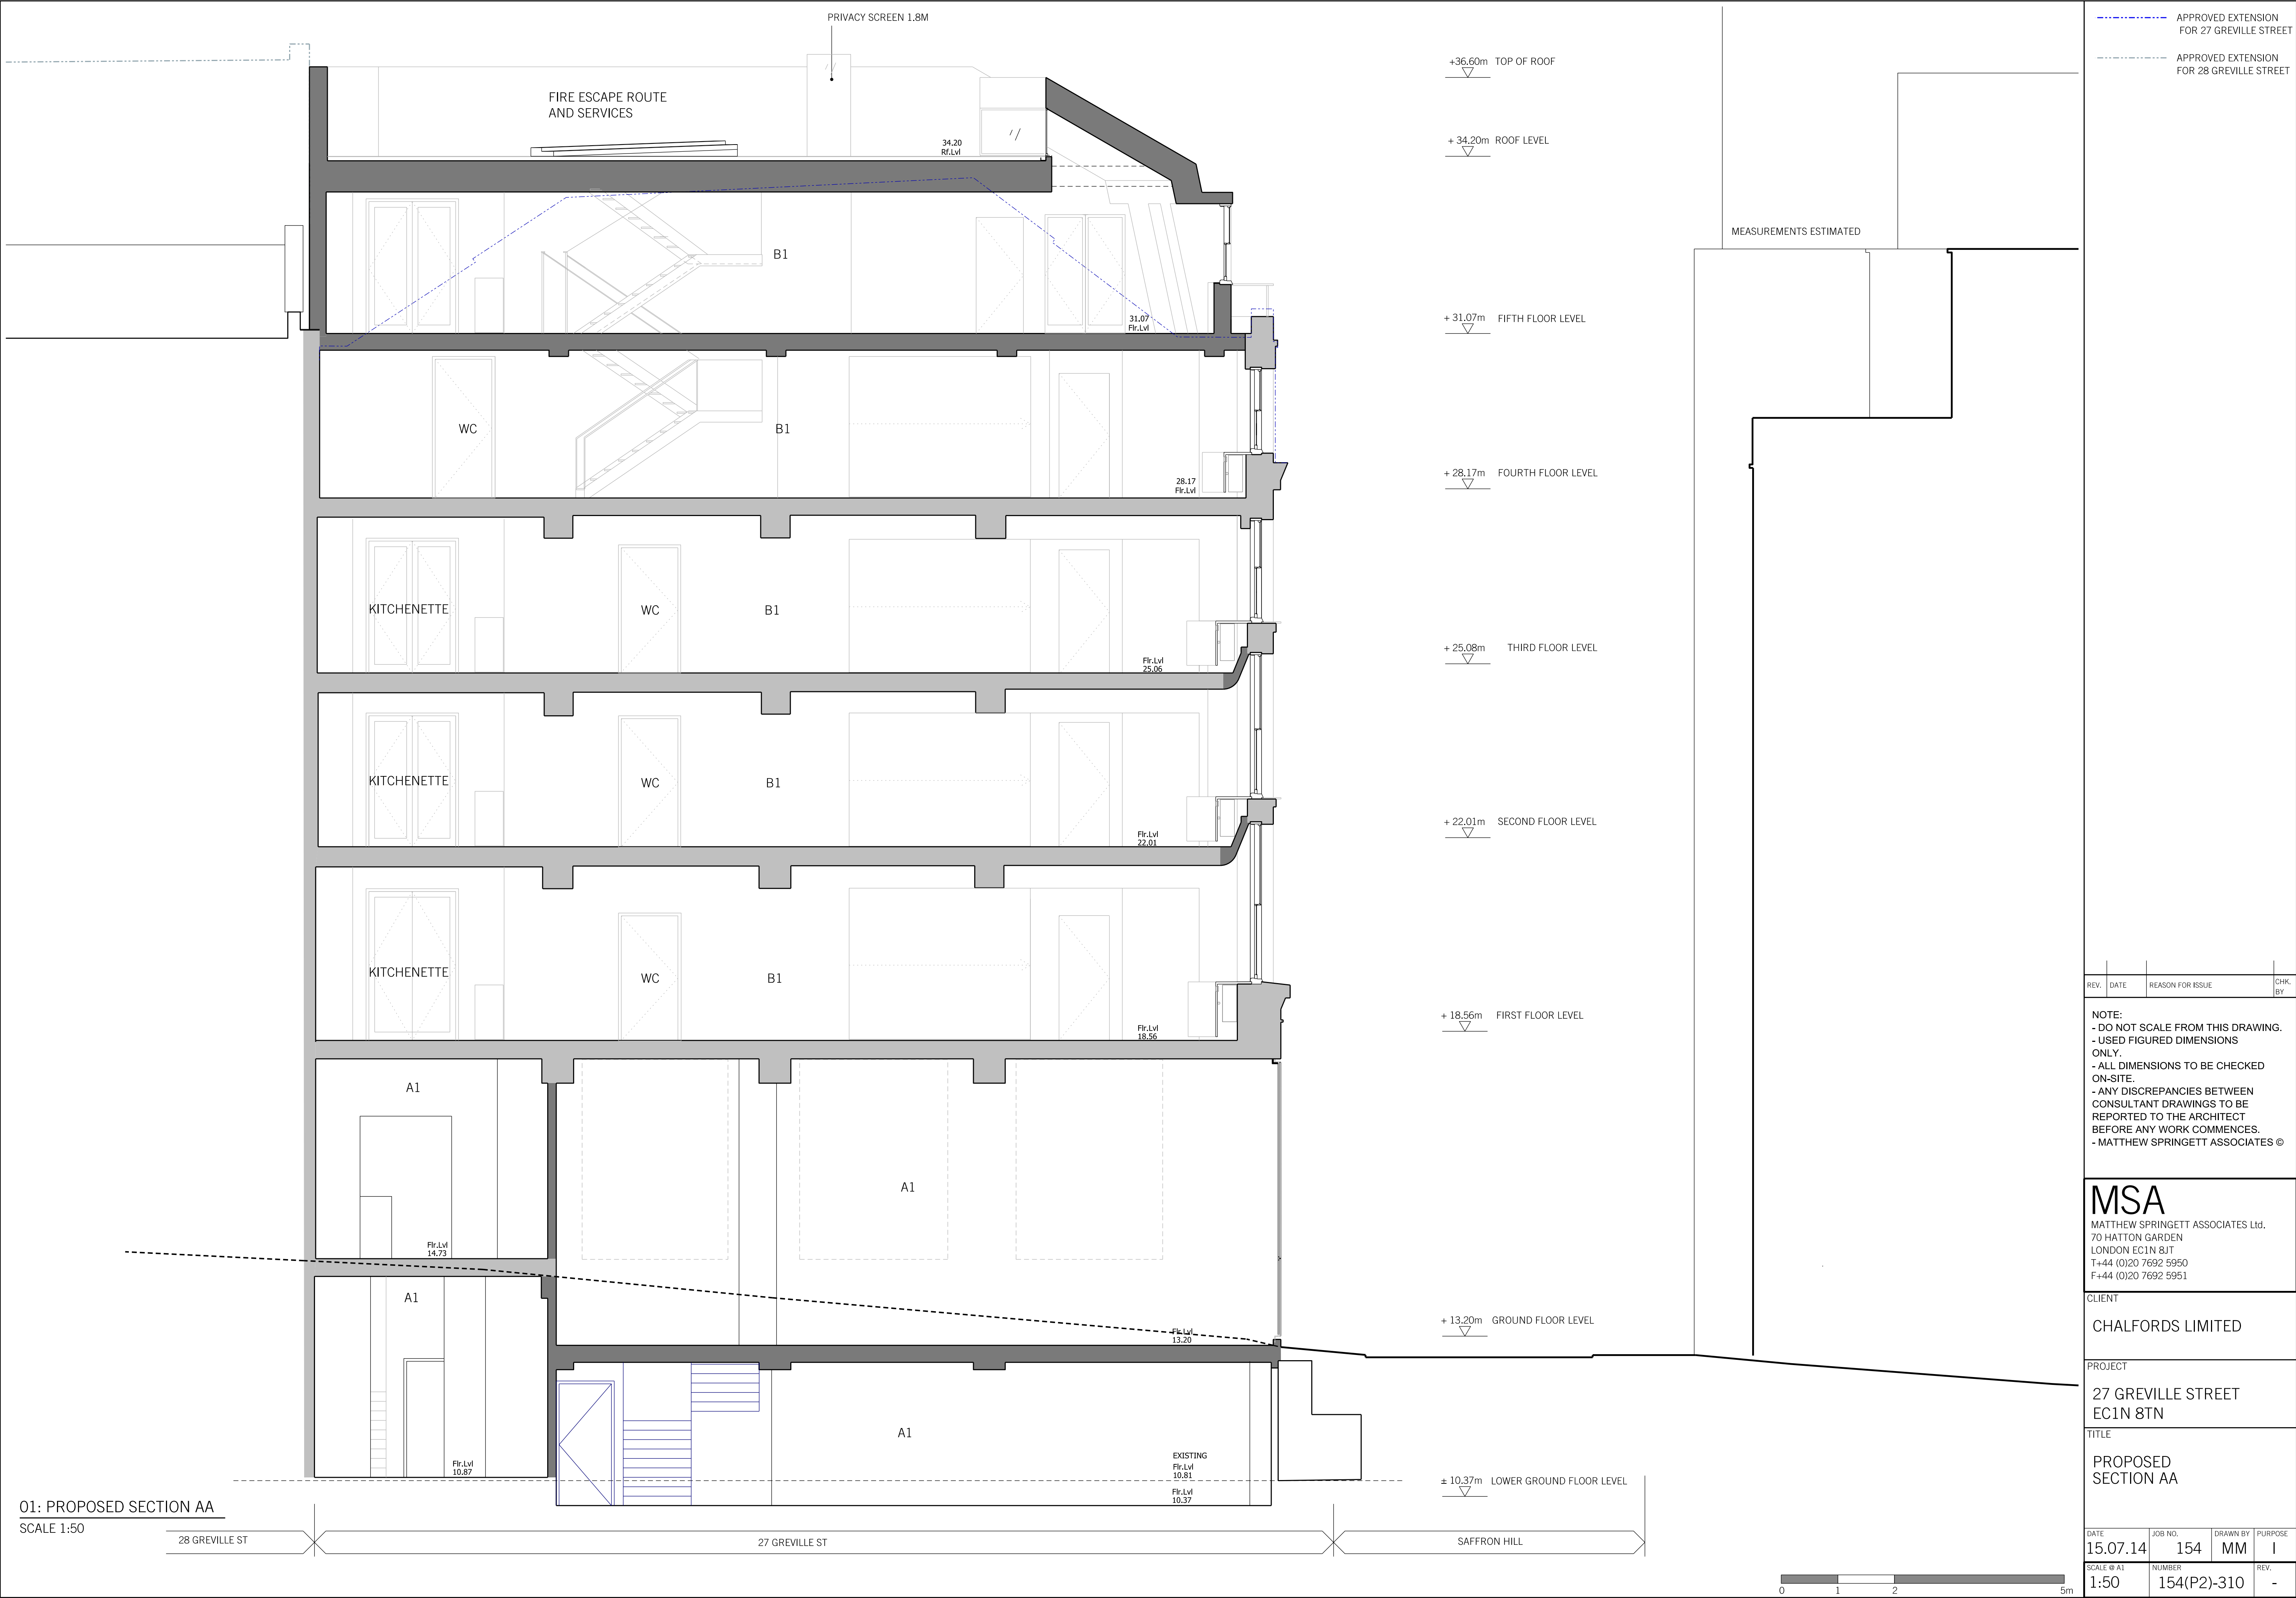 PRIVACY SCREEN 1.8M
FIRE ESCAPE ROUTE
AND SERVICES
34.20
Rf.Lvl
B1
31.07
Flr.Lvl
WC
B1
28.17
Flr.Lvl
KITCHENETTE
WC
B1
Flr.Lvl
25.06
KITCHENETTE
WC
B1
Flr.Lvl
22.01
KITCHENETTE
WC
B1
Flr.Lvl
18.56
A1
A1
Flr.Lvl
14.73
A1
Flr.Lvl
13.20
A1
Flr.Lvl
10.87
EXISTING
Flr.Lvl
10.81
Flr.Lvl
10.37
+36.60m TOP OF ROOF
+ 34.20m ROOF LEVEL
+ 31.07m FIFTH FLOOR LEVEL
+ 28.17m FOURTH FLOOR LEVEL
+ 25.08m THIRD FLOOR LEVEL
+ 22.01m SECOND FLOOR LEVEL
+ 18.56m FIRST FLOOR LEVEL
+ 13.20m GROUND FLOOR LEVEL
± 10.37m LOWER GROUND FLOOR LEVEL
MEASUREMENTS ESTIMATED
01: PROPOSED SECTION AA
SCALE 1:50
28 GREVILLE ST
27 GREVILLE ST
SAFFRON HILL
0 1 2 5m
APPROVED EXTENSION
FOR 27 GREVILLE STREET
APPROVED EXTENSION
FOR 28 GREVILLE STREET
REV. DATE REASON FOR ISSUE CHK.
BY
NOTE:
- DO NOT SCALE FROM THIS DRAWING.
- USED FIGURED DIMENSIONS
ONLY.
- ALL DIMENSIONS TO BE CHECKED
ON-SITE.
- ANY DISCREPANCIES BETWEEN
CONSULTANT DRAWINGS TO BE
REPORTED TO THE ARCHITECT
BEFORE ANY WORK COMMENCES.
- MATTHEW SPRINGETT ASSOCIATES ©
MSA
MATTHEW SPRINGETT ASSOCIATES Ltd.
70 HATTON GARDEN
LONDON EC1N 8JT
T+44 (0)20 7692 5950
F+44 (0)20 7692 5951
CLIENT
CHALFORDS LIMITED
PROJECT
27 GREVILLE STREET
EC1N 8TN
TITLE
PROPOSED
SECTION AA
DATE JOB NO. DRAWN BY PURPOSE
15.07.14 154 MM I
SCALE @ A1 NUMBER REV.
1:50 154(P2)-310 -